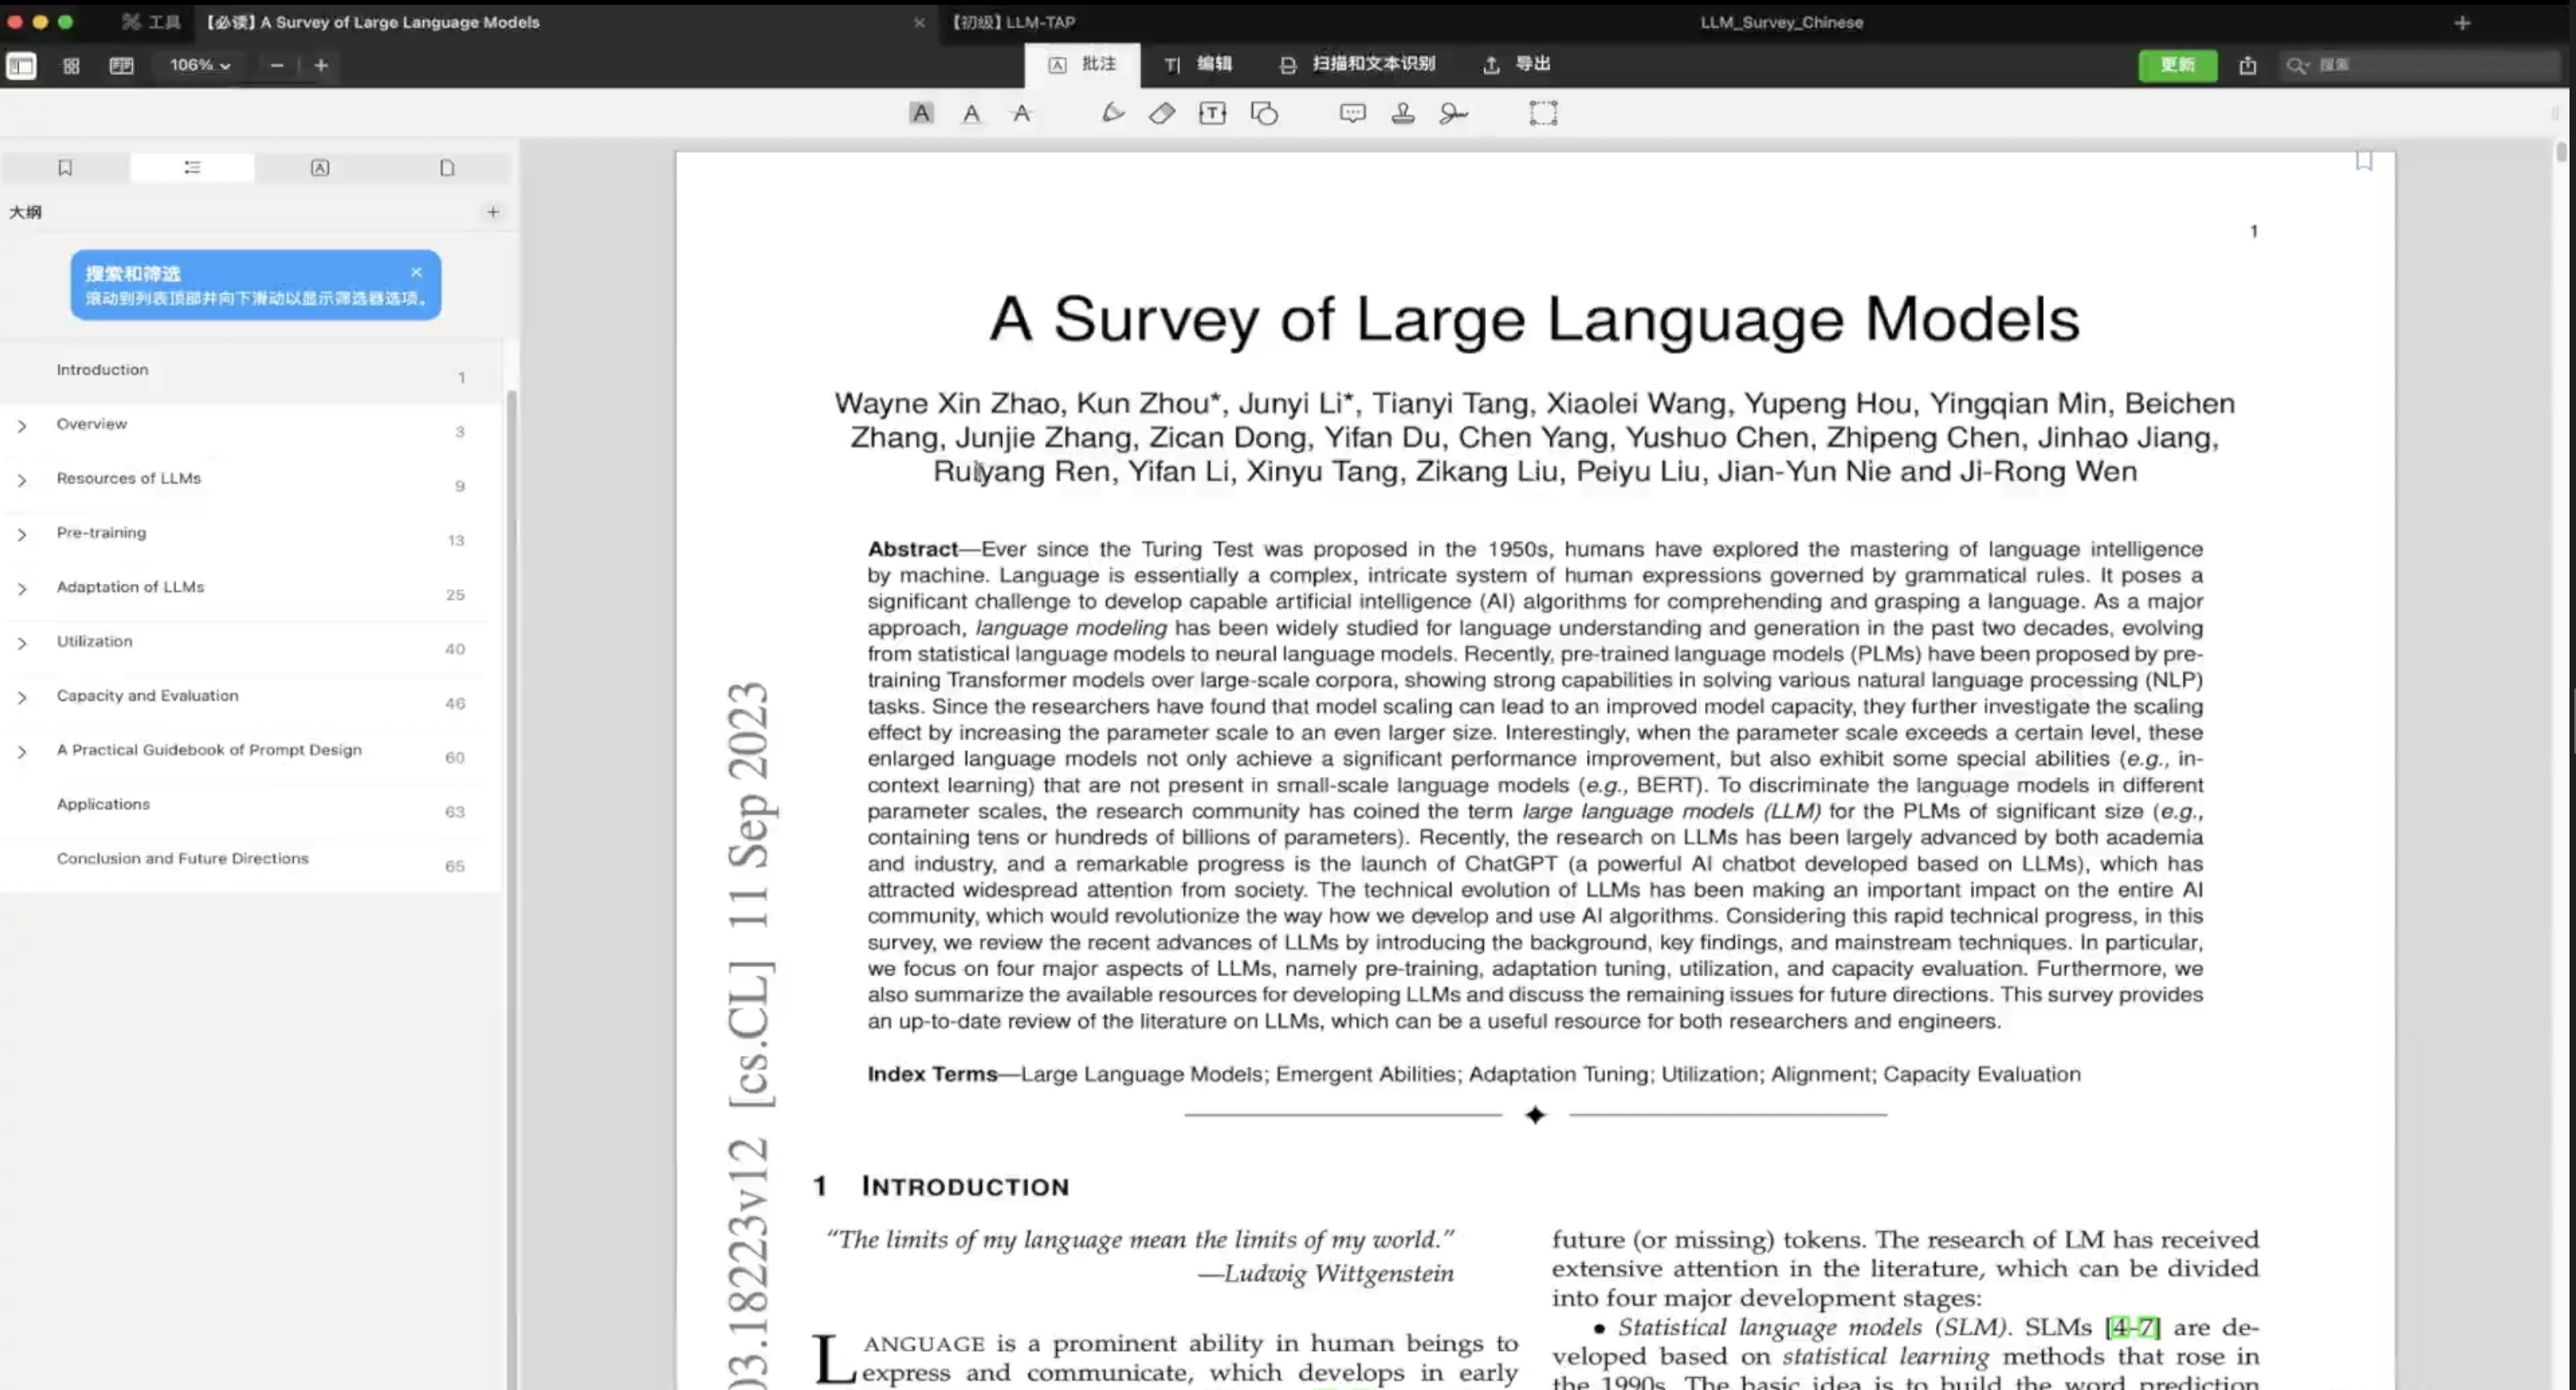 工具
【必读】A Survey of Large Language Models
【初级】LLM-TAP
LLM_Survey_Chinese
106%
批注
编辑
扫描和文本识别
导出
更新
搜索
大纲
搜索和筛选
滚动到列表顶部并向下滑动以显示筛选器选项。
Introduction 1
Overview 3
Resources of LLMs 9
Pre-training 13
Adaptation of LLMs 25
Utilization 40
Capacity and Evaluation 46
A Practical Guidebook of Prompt Design 60
Applications 63
Conclusion and Future Directions 65
1
A Survey of Large Language Models
Wayne Xin Zhao, Kun Zhou*, Junyi Li*, Tianyi Tang, Xiaolei Wang, Yupeng Hou, Yingqian Min, Beichen
Zhang, Junjie Zhang, Zican Dong, Yifan Du, Chen Yang, Yushuo Chen, Zhipeng Chen, Jinhao Jiang,
Ruiyang Ren, Yifan Li, Xinyu Tang, Zikang Liu, Peiyu Liu, Jian-Yun Nie and Ji-Rong Wen
Abstract—Ever since the Turing Test was proposed in the 1950s, humans have explored the mastering of language intelligence
by machine. Language is essentially a complex, intricate system of human expressions governed by grammatical rules. It poses a
significant challenge to develop capable artificial intelligence (AI) algorithms for comprehending and grasping a language. As a major
approach, language modeling has been widely studied for language understanding and generation in the past two decades, evolving
from statistical language models to neural language models. Recently, pre-trained language models (PLMs) have been proposed by pre-
training Transformer models over large-scale corpora, showing strong capabilities in solving various natural language processing (NLP)
tasks. Since the researchers have found that model scaling can lead to an improved model capacity, they further investigate the scaling
effect by increasing the parameter scale to an even larger size. Interestingly, when the parameter scale exceeds a certain level, these
enlarged language models not only achieve a significant performance improvement, but also exhibit some special abilities (e.g., in-
context learning) that are not present in small-scale language models (e.g., BERT). To discriminate the language models in different
parameter scales, the research community has coined the term large language models (LLM) for the PLMs of significant size (e.g.,
containing tens or hundreds of billions of parameters). Recently, the research on LLMs has been largely advanced by both academia
and industry, and a remarkable progress is the launch of ChatGPT (a powerful AI chatbot developed based on LLMs), which has
attracted widespread attention from society. The technical evolution of LLMs has been making an important impact on the entire AI
community, which would revolutionize the way how we develop and use AI algorithms. Considering this rapid technical progress, in this
survey, we review the recent advances of LLMs by introducing the background, key findings, and mainstream techniques. In particular,
we focus on four major aspects of LLMs, namely pre-training, adaptation tuning, utilization, and capacity evaluation. Furthermore, we
also summarize the available resources for developing LLMs and discuss the remaining issues for future directions. This survey provides
an up-to-date review of the literature on LLMs, which can be a useful resource for both researchers and engineers.
Index Terms—Large Language Models; Emergent Abilities; Adaptation Tuning; Utilization; Alignment; Capacity Evaluation
03.18223v12 [cs.CL] 11 Sep 2023
1 INTRODUCTION
“The limits of my language mean the limits of my world.”
—Ludwig Wittgenstein
LANGUAGE is a prominent ability in human beings to
express and communicate, which develops in early
future (or missing) tokens. The research of LM has received
extensive attention in the literature, which can be divided
into four major development stages:
• Statistical language models (SLM). SLMs [4–7] are de-
veloped based on statistical learning methods that rose in
the 1990s. The basic idea is to build the word prediction